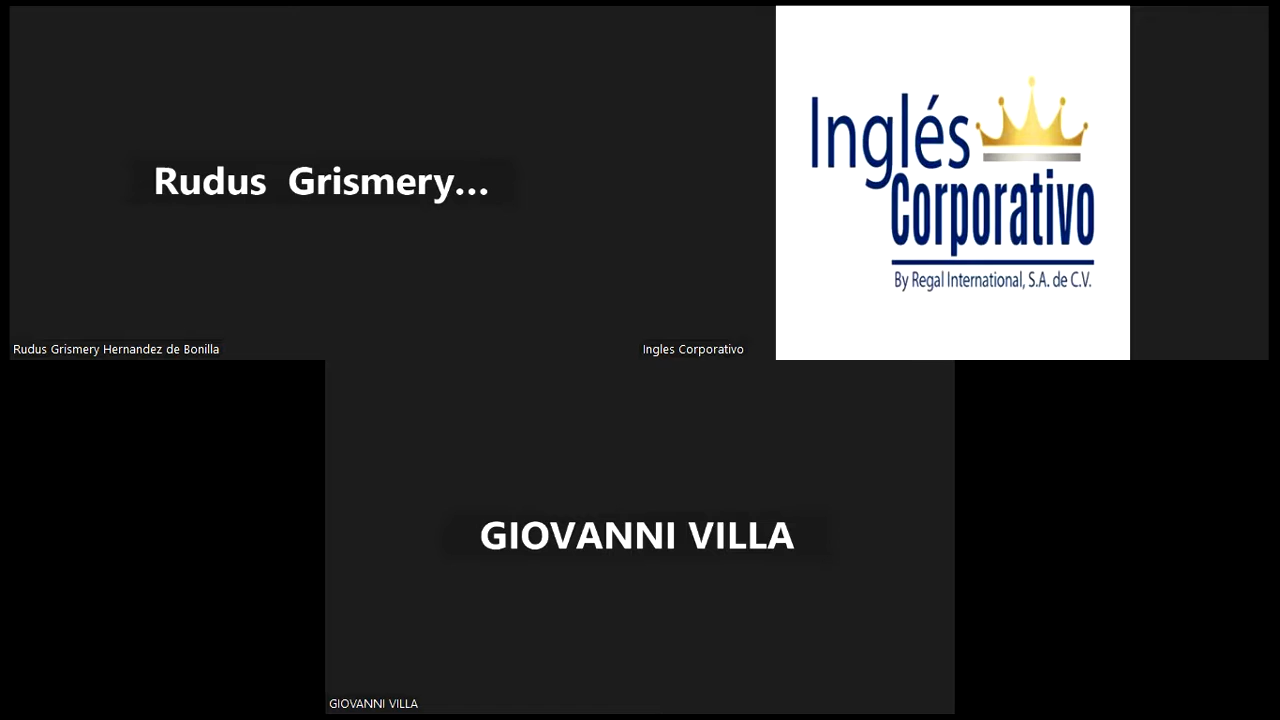 Rudus Grismery...
Rudus Grismery Hernandez de Bonilla
Inglés
Corporativo
By Regal International, S.A. de C.V.
Ingles Corporativo
GIOVANNI VILLA
GIOVANNI VILLA